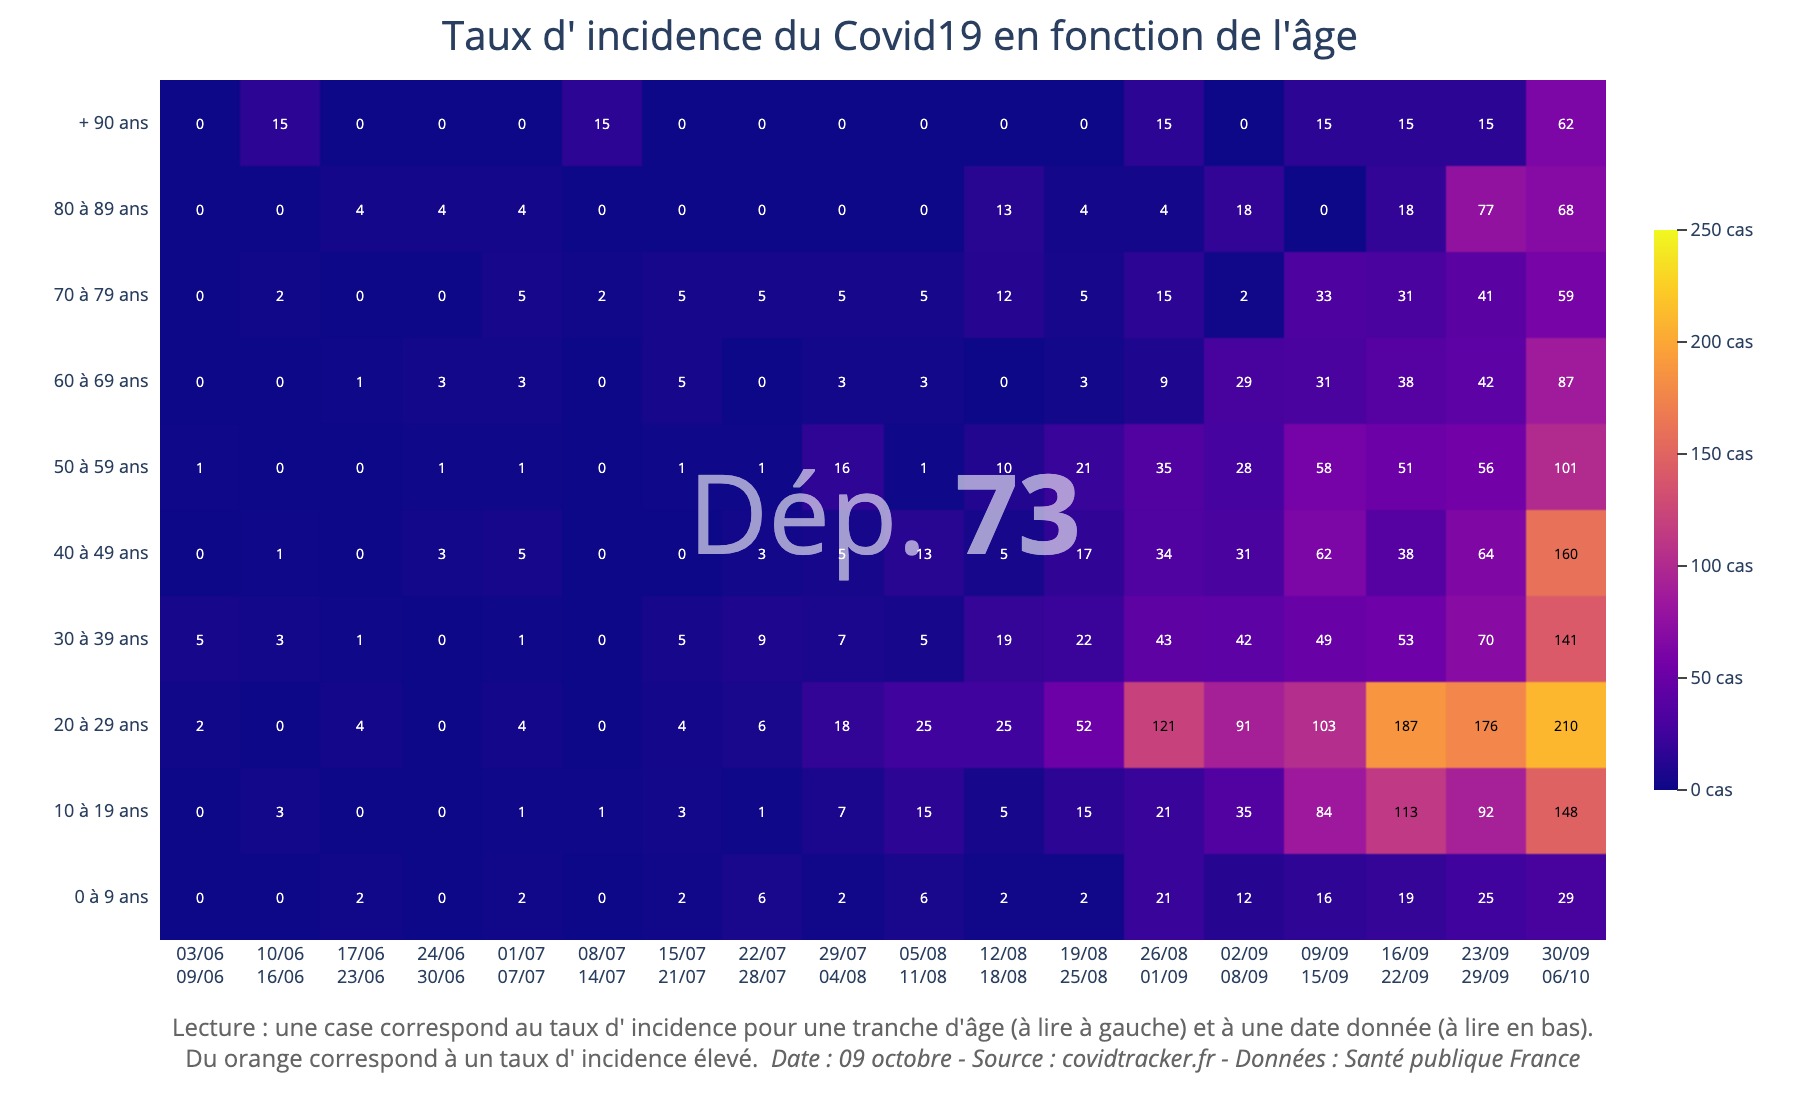 Taux d' incidence du Covid19 en fonction de l'âge
+ 90 ans 0 15 0 0 0 15 0 0 0 0 0 0 15 0 15 15 15 62
80 à 89 ans 0 0 4 4 4 0 0 0 0 0 13 4 4 18 0 18 77 68
250 cas
70 à 79 ans 0 2 0 0 5 2 5 5 5 5 12 5 15 2 33 31 41 59
200 cas
60 à 69 ans 0 0 1 3 3 0 5 0 3 3 0 3 9 29 31 38 42 87
150 cas
50 à 59 ans 1 0 0 1 1 0 1 1 16 1 10 21 35 28 58 51 56 101
Dép. 73
40 à 49 ans 0 1 0 3 5 0 0 3 5 13 5 17 34 31 62 38 64 160
100 cas
30 à 39 ans 5 3 1 0 1 0 5 9 7 5 19 22 43 42 49 53 70 141
50 cas
20 à 29 ans 2 0 4 0 4 0 4 6 18 25 25 52 121 91 103 187 176 210
0 cas
10 à 19 ans 0 3 0 0 1 1 3 1 7 15 5 15 21 35 84 113 92 148
0 à 9 ans 0 0 2 0 2 0 2 6 2 6 2 2 21 12 16 19 25 29
03/06 10/06 17/06 24/06 01/07 08/07 15/07 22/07 29/07 05/08 12/08 19/08 26/08 02/09 09/09 16/09 23/09 30/09
09/06 16/06 23/06 30/06 07/07 14/07 21/07 28/07 04/08 11/08 18/08 25/08 01/09 08/09 15/09 22/09 29/09 06/10
Lecture : une case correspond au taux d' incidence pour une tranche d'âge (à lire à gauche) et à une date donnée (à lire en bas).
Du orange correspond à un taux d' incidence élevé. Date : 09 octobre - Source : covidtracker.fr - Données : Santé publique France